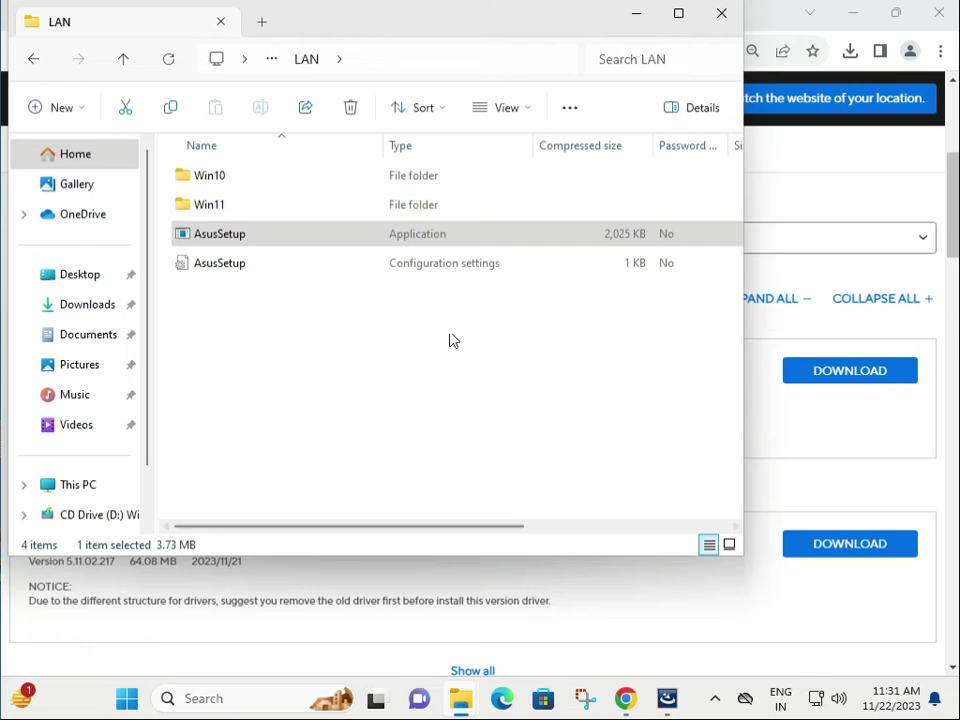 LAN
LAN
Search LAN
New
Sort
View
Details
Name
Type
Compressed size
Password ...
Si
Home
Gallery
OneDrive
Desktop
Downloads
Documents
Pictures
Music
Videos
This PC
CD Drive (D:) Wi
Win10
File folder
Win11
File folder
AsusSetup
Application
2,025 KB
No
AsusSetup
Configuration settings
1 KB
No
4 items
1 item selected 3.73 MB
tch the website of your location.
PAND ALL −
COLLAPSE ALL +
DOWNLOAD
DOWNLOAD
Version 5.11.02.217 64.08 MB 2023/11/21
NOTICE:
Due to the different structure for drivers, suggest you remove the old driver first before install this version driver.
Show all
1
Search
ENG
IN
11:31 AM
11/22/2023